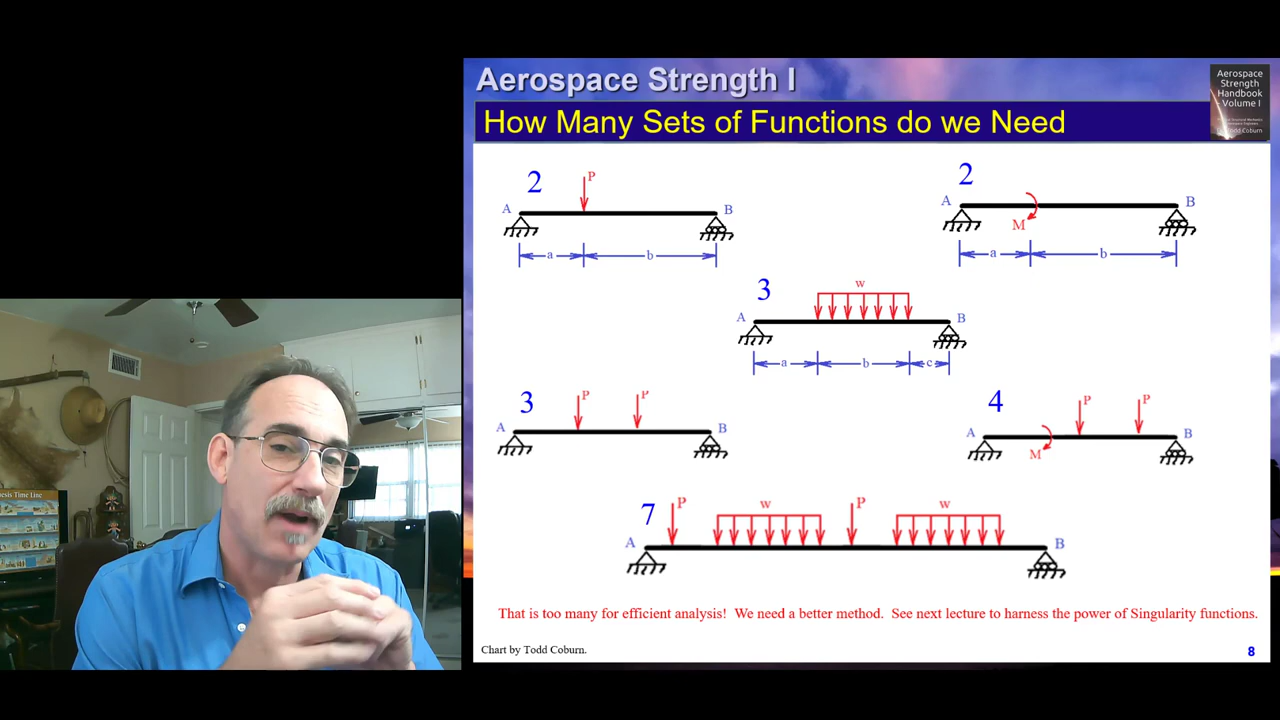 Aerospace Strength I
Aerospace
Strength
Handbook
- Volume I
How Many Sets of Functions do we Need
2
P
A
B
a
b
2
A
B
M
a
b
3
w
A
B
a
b
c
3
P
P
A
B
4
P
P
A
B
M
7
P
w
P
w
A
B
That is too many for efficient analysis! We need a better method. See next lecture to harness the power of Singularity functions.
Chart by Todd Coburn.
8
Time Line